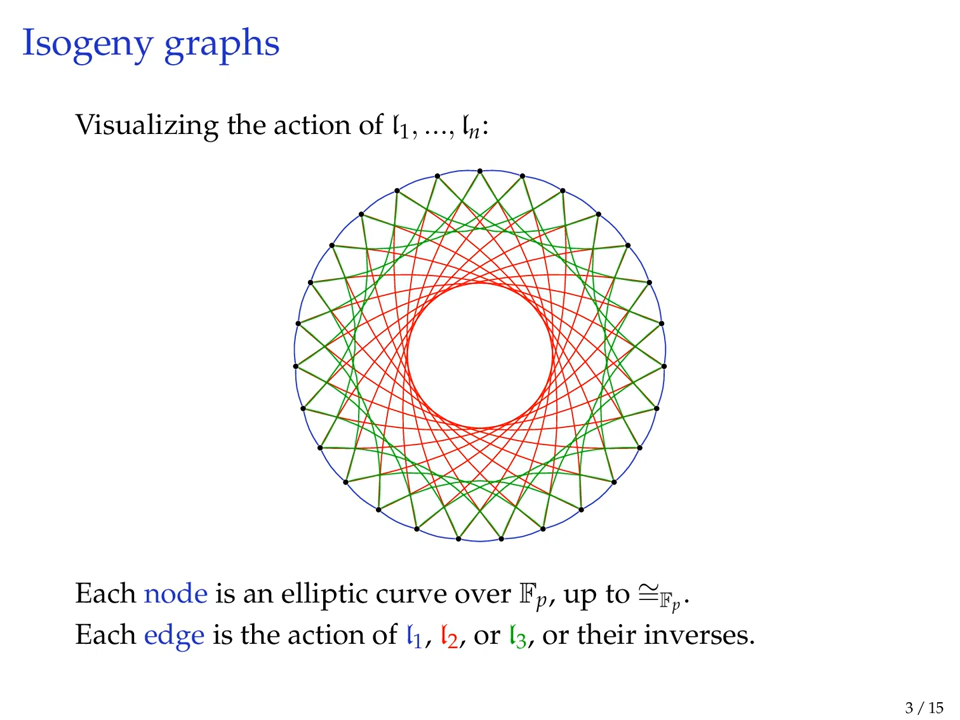 Isogeny graphs
Visualizing the action of 𝔩₁, ..., 𝔩ₙ:
Each node is an elliptic curve over 𝔽ₚ, up to ≅_𝔽ₚ.
Each edge is the action of 𝔩₁, 𝔩₂, or 𝔩₃, or their inverses.
3 / 15